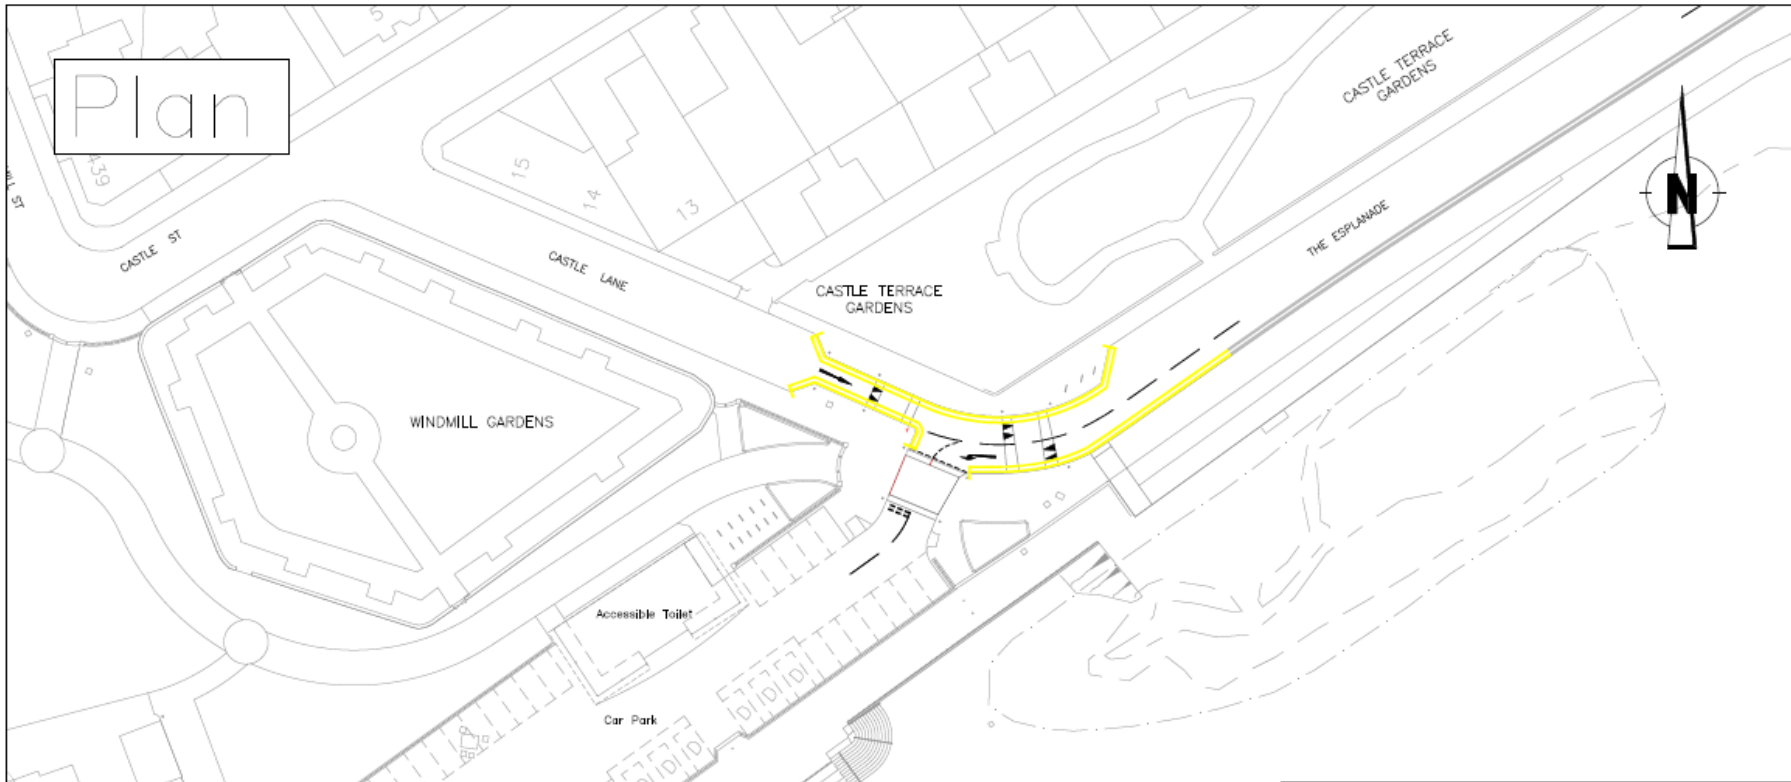 Plan
5
439
CASTLE ST
15
14
13
CASTLE LANE
CASTLE TERRACE
GARDENS
CASTLE TERRACE
GARDENS
THE ESPLANADE
N
WINDMILL GARDENS
Accessible Toilet
Car Park
D
D
D
D
D
D
D